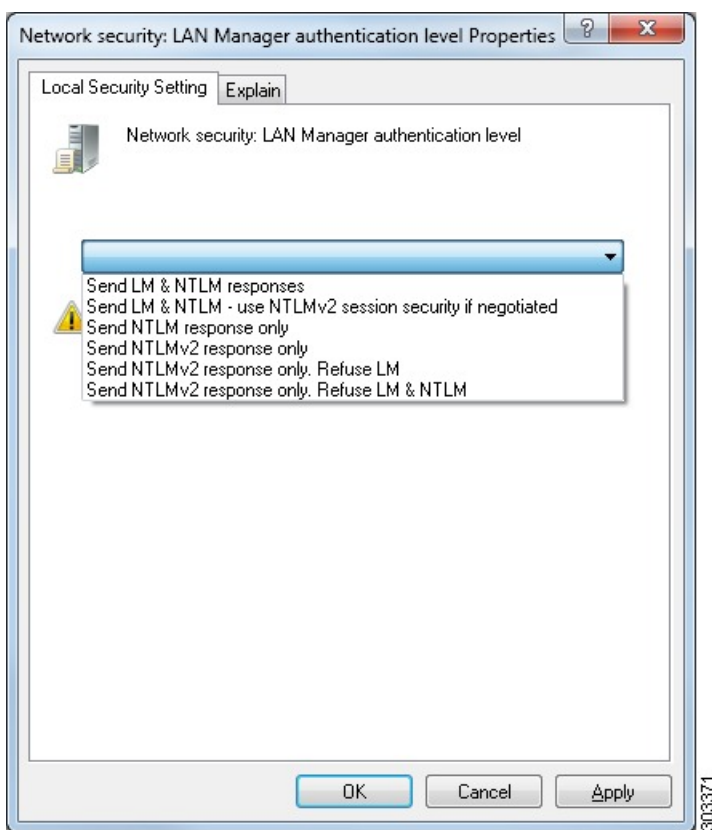 Network security: LAN Manager authentication level Properties
Local Security Setting
Explain
Network security: LAN Manager authentication level
Send LM & NTLM responses
Send LM & NTLM - use NTLMv2 session security if negotiated
Send NTLM response only
Send NTLMv2 response only
Send NTLMv2 response only. Refuse LM
Send NTLMv2 response only. Refuse LM & NTLM
OK
Cancel
Apply
303371